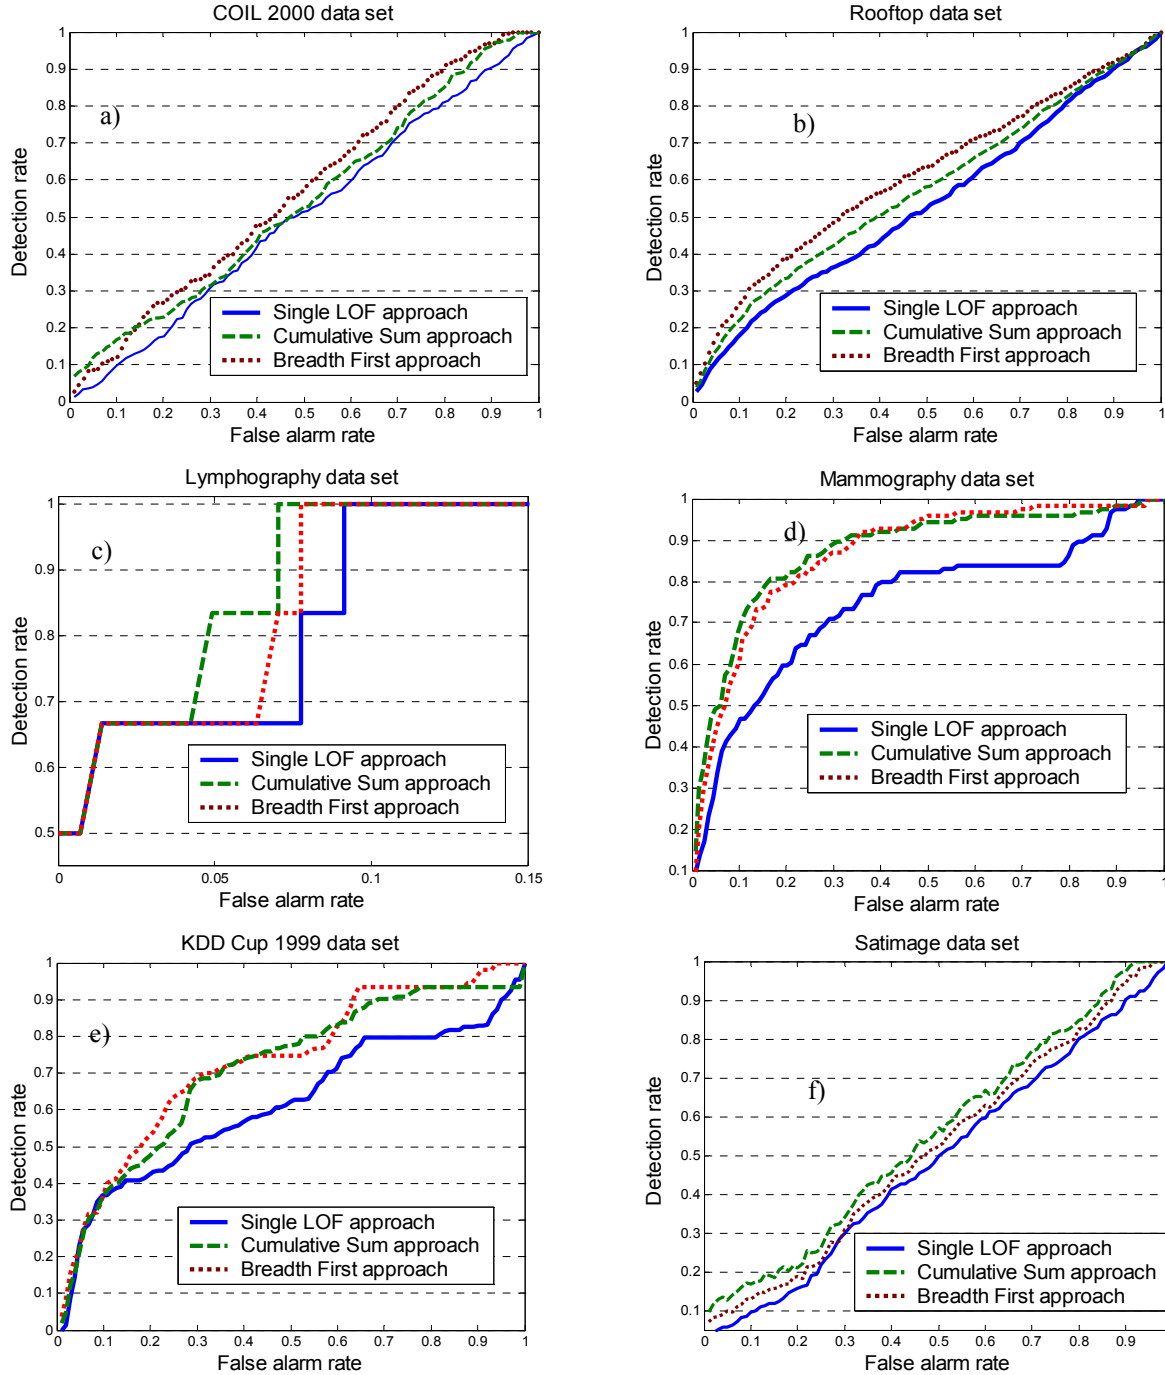 COIL 2000 data set
1
0.9
0.8
0.7
0.6
0.5
0.4
0.3
0.2
0.1
0
a)
Detection rate
Single LOF approach
Cumulative Sum approach
Breadth First approach
0 0.1 0.2 0.3 0.4 0.5 0.6 0.7 0.8 0.9 1
False alarm rate
Rooftop data set
1
0.9
0.8
0.7
0.6
0.5
0.4
0.3
0.2
0.1
0
b)
Detection rate
Single LOF approach
Cumulative Sum approach
Breadth First approach
0 0.1 0.2 0.3 0.4 0.5 0.6 0.7 0.8 0.9 1
False alarm rate
Lymphography data set
1
0.9
0.8
0.7
0.6
0.5
c)
Detection rate
Single LOF approach
Cumulative Sum approach
Breadth First approach
0 0.05 0.1 0.15
False alarm rate
Mammography data set
1
0.9
0.8
0.7
0.6
0.5
0.4
0.3
0.2
0.1
d)
Detection rate
Single LOF approach
Cumulative Sum approach
Breadth First approach
0 0.1 0.2 0.3 0.4 0.5 0.6 0.7 0.8 0.9 1
False alarm rate
KDD Cup 1999 data set
1
0.9
0.8
0.7
0.6
0.5
0.4
0.3
0.2
0.1
0
e)
Detection rate
Single LOF approach
Cumulative Sum approach
Breadth First approach
0 0.1 0.2 0.3 0.4 0.5 0.6 0.7 0.8 0.9 1
False alarm rate
Satimage data set
1
0.9
0.8
0.7
0.6
0.5
0.4
0.3
0.2
0.1
f)
Detection rate
Single LOF approach
Cumulative Sum approach
Breadth First approach
0 0.1 0.2 0.3 0.4 0.5 0.6 0.7 0.8 0.9
False alarm rate